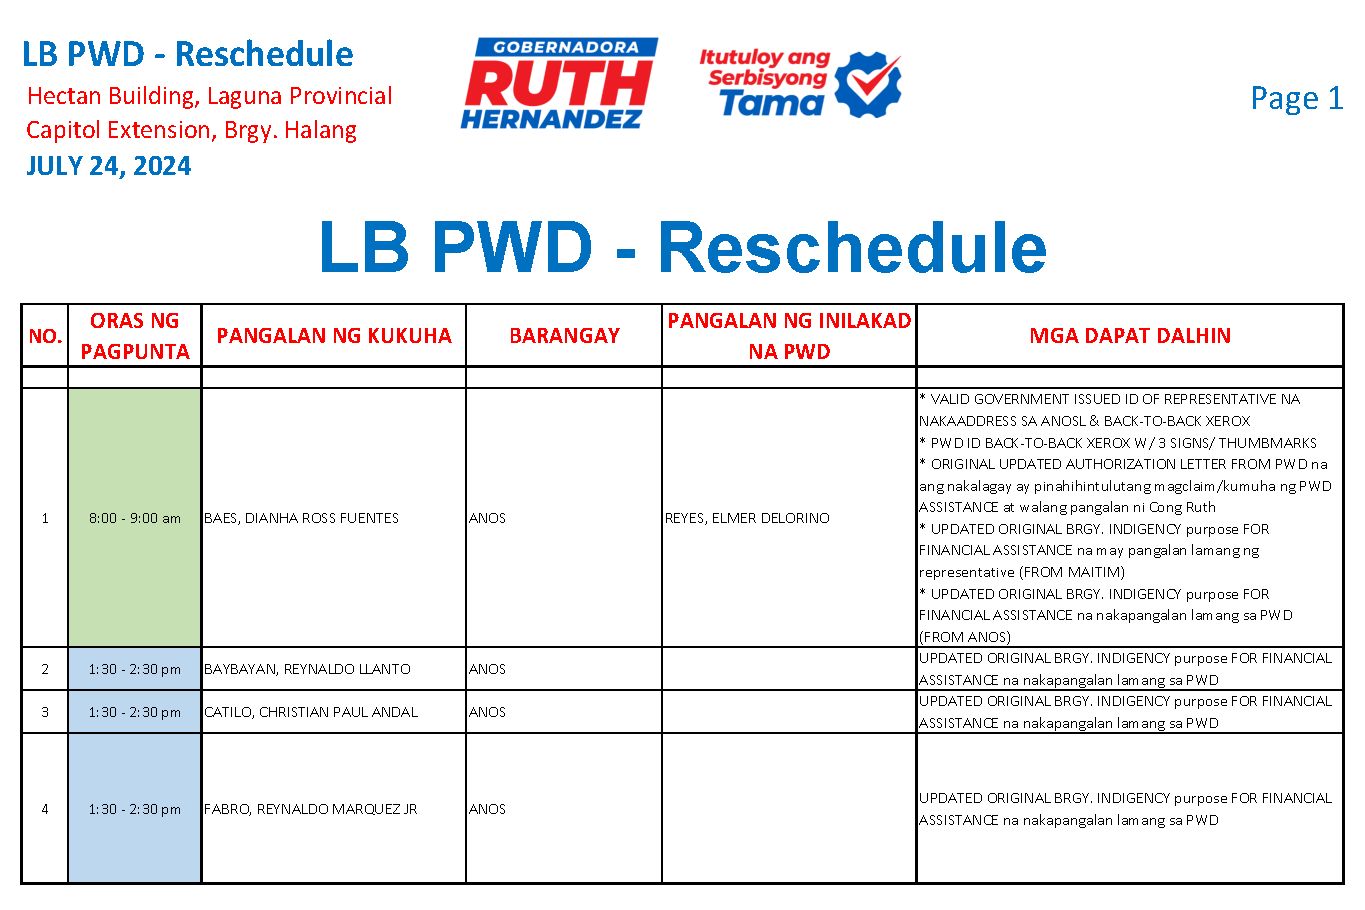 LB PWD - Reschedule
Hectan Building, Laguna Provincial
Capitol Extension, Brgy. Halang
JULY 24, 2024
GOBERNADORA
RUTH
HERNANDEZ
Itutuloy ang
Serbisyong
Tama
Page 1
LB PWD - Reschedule
NO.
ORAS NG
PAGPUNTA
PANGALAN NG KUKUHA
BARANGAY
PANGALAN NG INILAKAD
NA PWD
MGA DAPAT DALHIN
1
8:00 - 9:00 am
BAES, DIANHA ROSS FUENTES
ANOS
REYES, ELMER DELORINO
* VALID GOVERNMENT ISSUED ID OF REPRESENTATIVE NA
NAKAADDRESS SA ANOSL & BACK-TO-BACK XEROX
* PWD ID BACK-TO-BACK XEROX W/ 3 SIGNS/ THUMBMARKS
* ORIGINAL UPDATED AUTHORIZATION LETTER FROM PWD na
ang nakalagay ay pinahihintulutang magclaim/kumuha ng PWD
ASSISTANCE at walang pangalan ni Cong Ruth
* UPDATED ORIGINAL BRGY. INDIGENCY purpose FOR
FINANCIAL ASSISTANCE na may pangalan lamang ng
representative (FROM MAITIM)
* UPDATED ORIGINAL BRGY. INDIGENCY purpose FOR
FINANCIAL ASSISTANCE na nakapangalan lamang sa PWD
(FROM ANOS)
2
1:30 - 2:30 pm
BAYBAYAN, REYNALDO LLANTO
ANOS
UPDATED ORIGINAL BRGY. INDIGENCY purpose FOR FINANCIAL
ASSISTANCE na nakapangalan lamang sa PWD
3
1:30 - 2:30 pm
CATILO, CHRISTIAN PAUL ANDAL
ANOS
UPDATED ORIGINAL BRGY. INDIGENCY purpose FOR FINANCIAL
ASSISTANCE na nakapangalan lamang sa PWD
4
1:30 - 2:30 pm
FABRO, REYNALDO MARQUEZ JR
ANOS
UPDATED ORIGINAL BRGY. INDIGENCY purpose FOR FINANCIAL
ASSISTANCE na nakapangalan lamang sa PWD